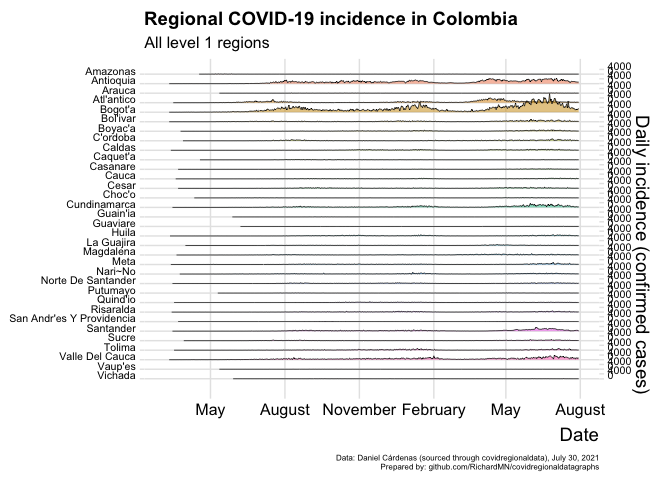 Regional COVID-19 incidence in Colombia
All level 1 regions
Amazonas
Antioquia
Arauca
Atl'antico
Bogot'a
Bol'ivar
Boyac'a
C'ordoba
Caldas
Caquet'a
Casanare
Cauca
Cesar
Choc'o
Cundinamarca
Guain'ia
Guaviare
Huila
La Guajira
Magdalena
Meta
Nari~No
Norte De Santander
Putumayo
Quind'io
Risaralda
San Andr'es Y Providencia
Santander
Sucre
Tolima
Valle Del Cauca
Vaup'es
Vichada
4000
Daily incidence (confirmed cases)
May August November February May August
Date
Data: Daniel Cárdenas (sourced through covidregionaldata), July 30, 2021
Prepared by: github.com/RichardMN/covidregionaldatagraphs